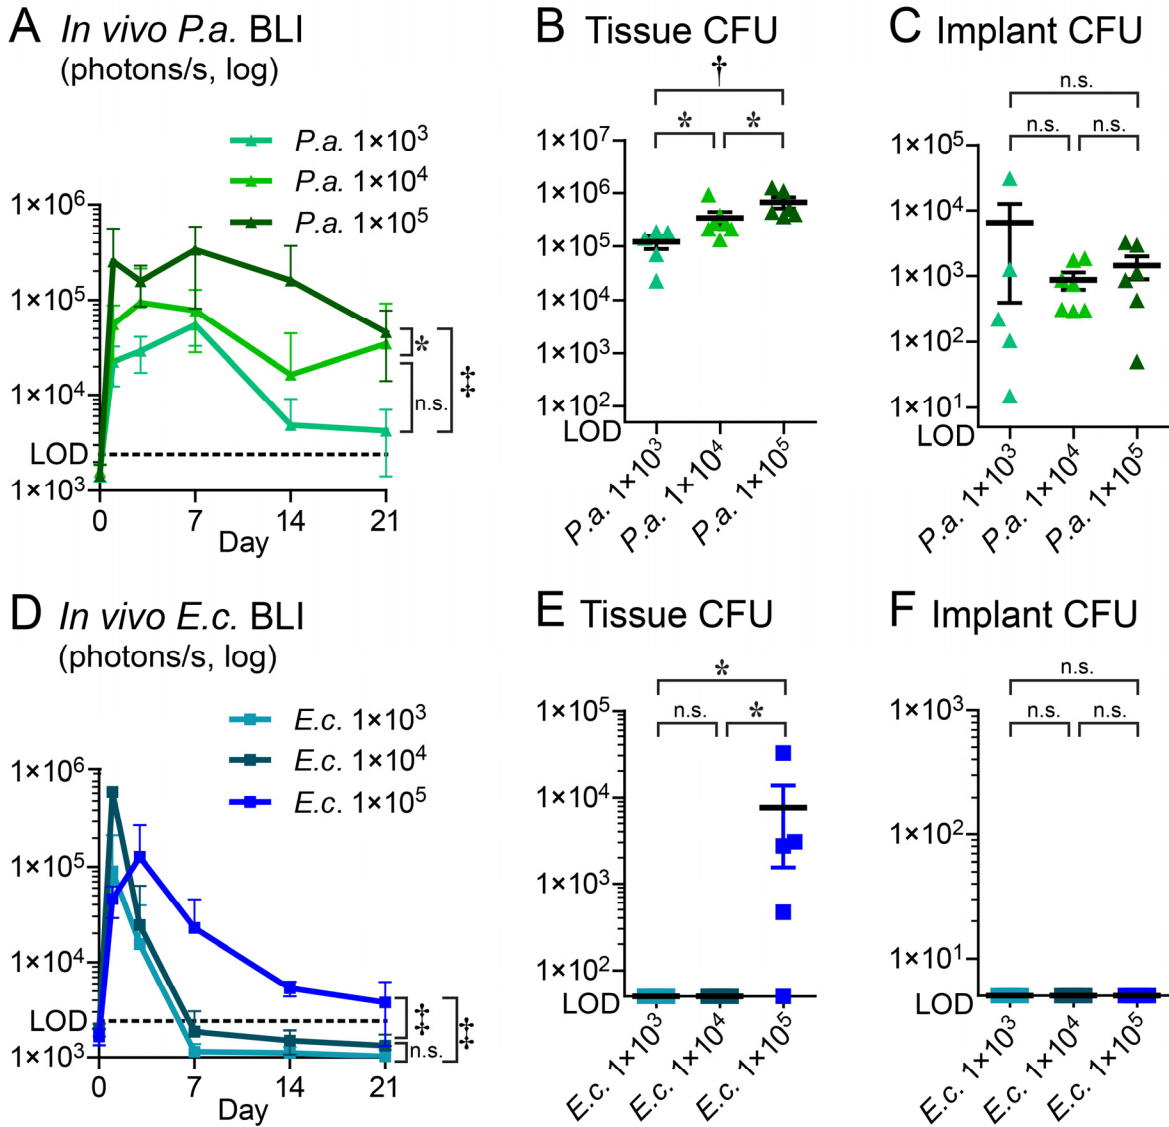 A In vivo P.a. BLI
(photons/s, log)
P.a. 1×10³
P.a. 1×10⁴
P.a. 1×10⁵
1×10⁶
1×10⁵
1×10⁴
LOD
1×10³
0 7 14 21
Day
*
n.s.
‡
B Tissue CFU
†
* *
1×10⁷
1×10⁶
1×10⁵
1×10⁴
1×10³
1×10²
LOD
P.a. 1×10³
P.a. 1×10⁴
P.a. 1×10⁵
C Implant CFU
n.s.
n.s. n.s.
1×10⁵
1×10⁴
1×10³
1×10²
1×10¹
LOD
P.a. 1×10³
P.a. 1×10⁴
P.a. 1×10⁵
D In vivo E.c. BLI
(photons/s, log)
E.c. 1×10³
E.c. 1×10⁴
E.c. 1×10⁵
1×10⁶
1×10⁵
1×10⁴
LOD
1×10³
0 7 14 21
Day
‡
n.s.
‡
E Tissue CFU
*
n.s. *
1×10⁵
1×10⁴
1×10³
1×10²
LOD
E.c. 1×10³
E.c. 1×10⁴
E.c. 1×10⁵
F Implant CFU
n.s.
n.s. n.s.
1×10³
1×10²
1×10¹
LOD
E.c. 1×10³
E.c. 1×10⁴
E.c. 1×10⁵